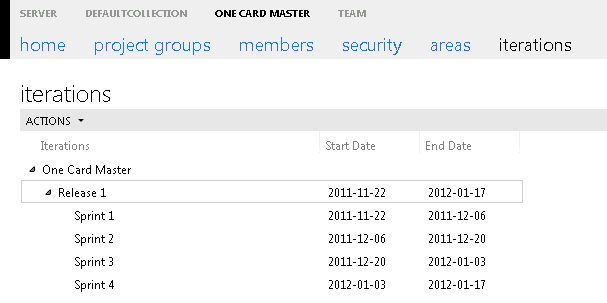 SERVER DEFAULTCOLLECTION ONE CARD MASTER TEAM
home project groups members security areas iterations
iterations
ACTIONS
Iterations Start Date End Date
One Card Master
Release 1 2011-11-22 2012-01-17
Sprint 1 2011-11-22 2011-12-06
Sprint 2 2011-12-06 2011-12-20
Sprint 3 2011-12-20 2012-01-03
Sprint 4 2012-01-03 2012-01-17